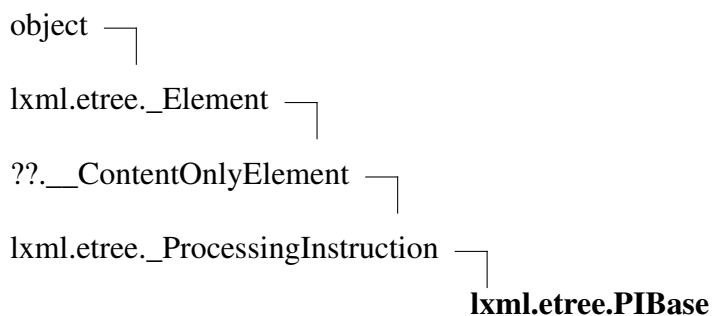 object
lxml.etree._Element
??.__ContentOnlyElement
lxml.etree._ProcessingInstruction
lxml.etree.PIBase